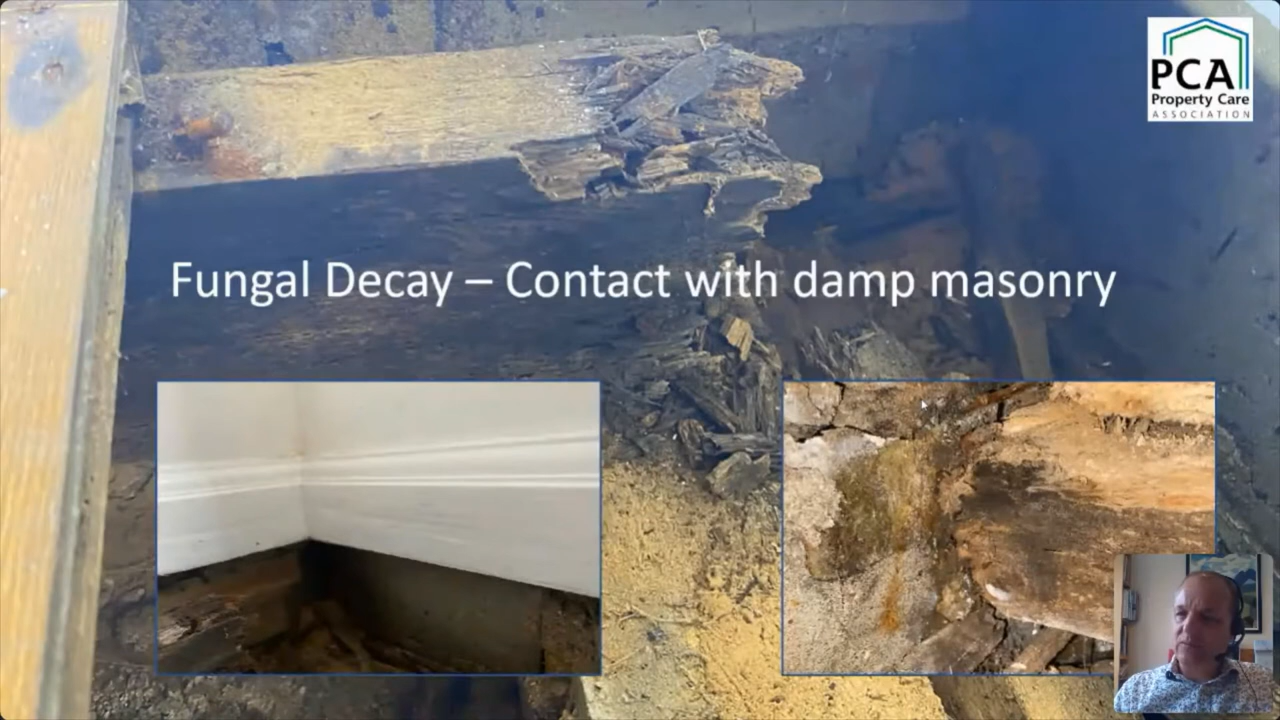 PCA
Property Care
ASSOCIATION
Fungal Decay – Contact with damp masonry